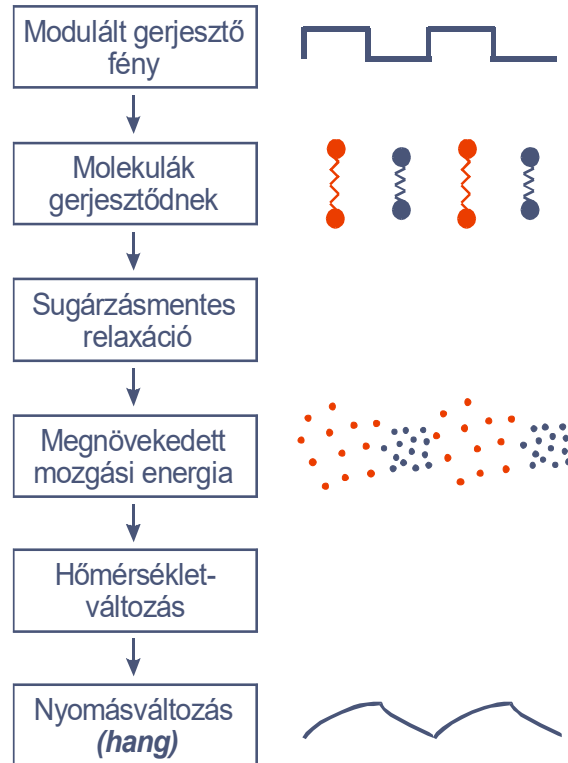 Modulált gerjesztő
fény
Molekulák
gerjesztődnek
Sugárzásmentes
relaxáció
Megnövekedett
mozgási energia
Hőmérséklet-
változás
Nyomásváltozás
(hang)